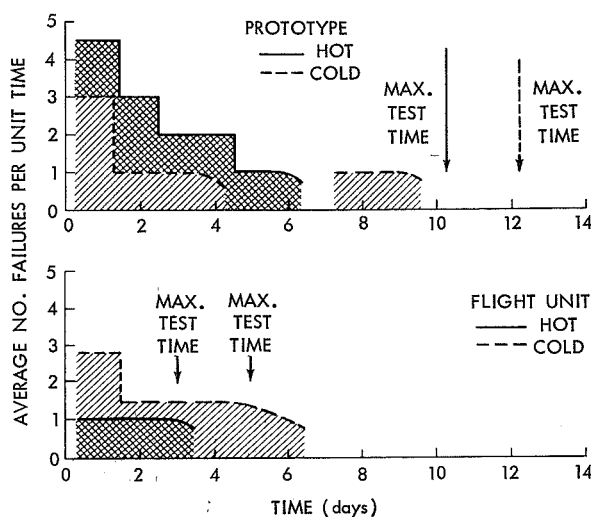 AVERAGE NO. FAILURES PER UNIT TIME
5
4
3
2
1
0
PROTOTYPE
HOT
COLD
MAX.
TEST
TIME
MAX.
TEST
TIME
0 2 4 6 8 10 12 14
5
4
3
2
1
0
MAX.
TEST
TIME
MAX.
TEST
TIME
FLIGHT UNIT
HOT
COLD
0 2 4 6 8 10 12 14
TIME (days)